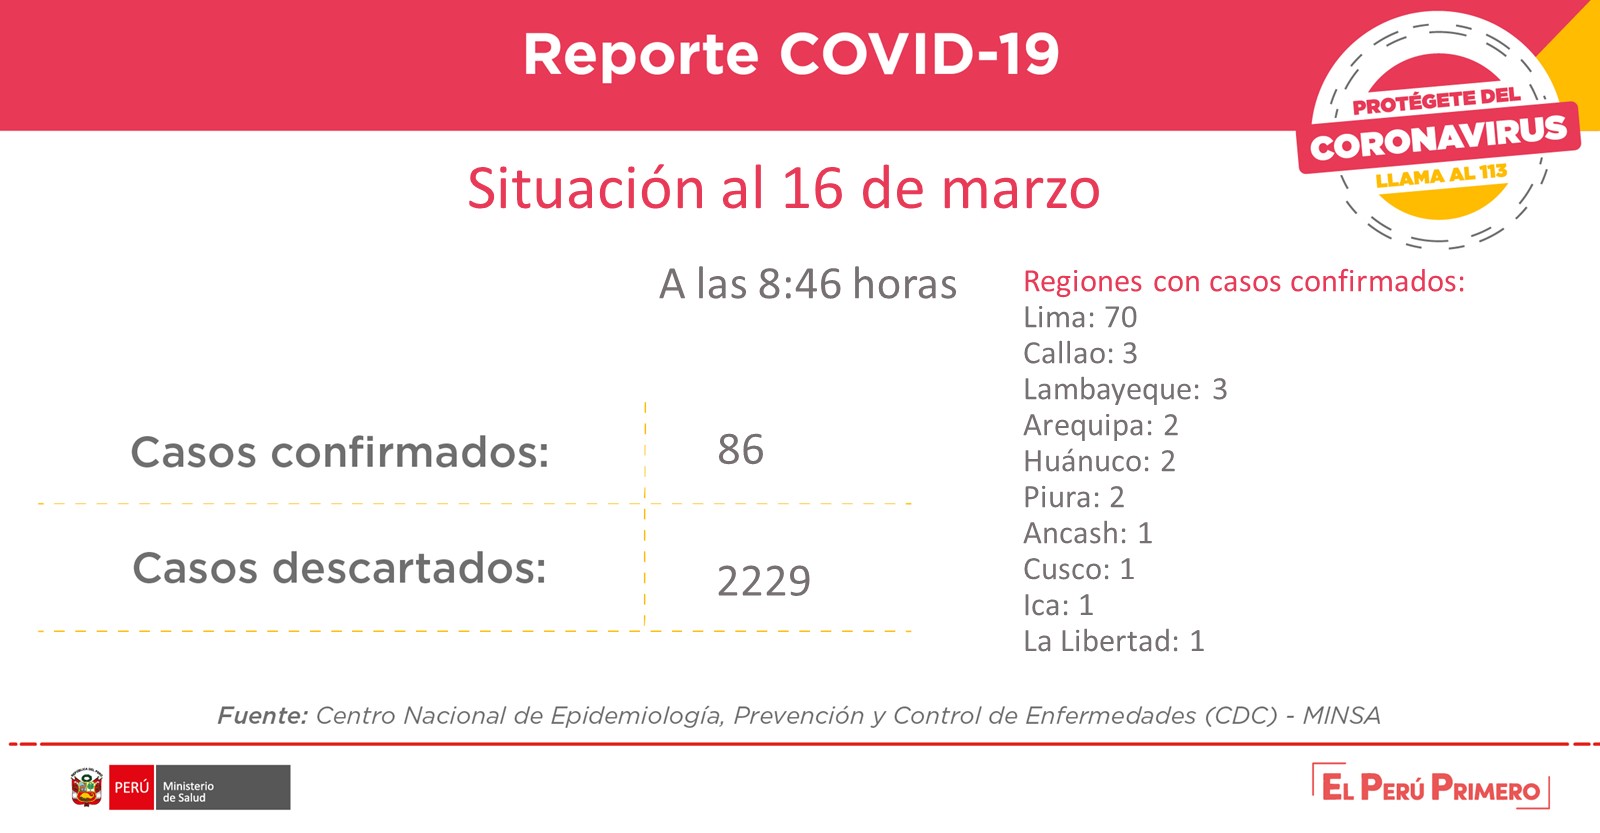 Reporte COVID-19
PROTÉGETE DEL
CORONAVIRUS
LLAMA AL 113
Situación al 16 de marzo
A las 8:46 horas
Casos confirmados:
86
Casos descartados:
2229
Regiones con casos confirmados:
Lima: 70
Callao: 3
Lambayeque: 3
Arequipa: 2
Huánuco: 2
Piura: 2
Ancash: 1
Cusco: 1
Ica: 1
La Libertad: 1
Fuente: Centro Nacional de Epidemiología, Prevención y Control de Enfermedades (CDC) - MINSA
PERÚ
Ministerio
de Salud
EL PERÚ PRIMERO